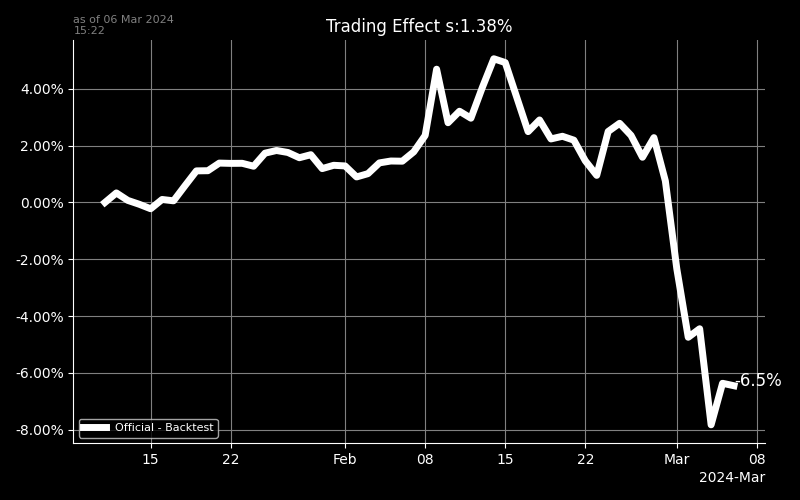 as of 06 Mar 2024
15:22
Trading Effect s:1.38%
4.00%
2.00%
0.00%
-2.00%
-4.00%
-6.00%
-8.00%
-6.5%
Official - Backtest
15 22 Feb 08 15 22 Mar 08
2024-Mar